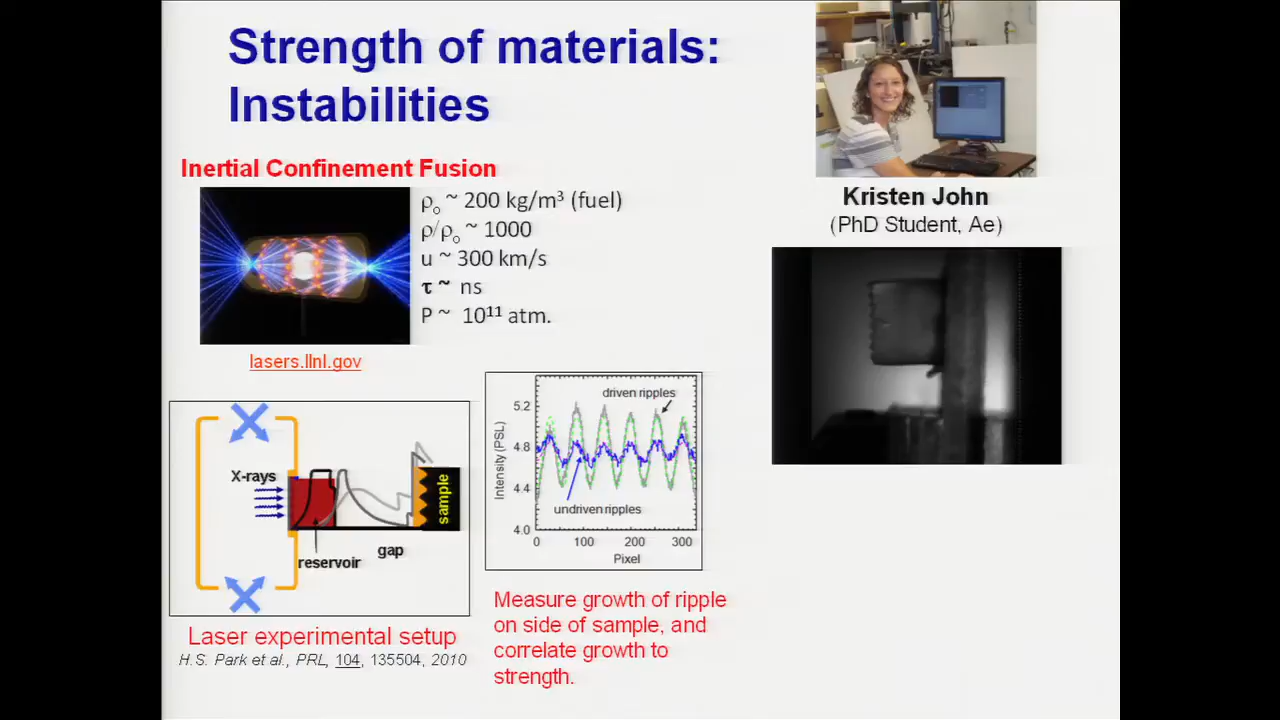 Strength of materials:
Instabilities
Inertial Confinement Fusion
ρo ~ 200 kg/m³ (fuel)
ρ/ρo ~ 1000
u ~ 300 km/s
τ ~ ns
P ~ 10¹¹ atm.
lasers.llnl.gov
Kristen John
(PhD Student, Ae)
X-rays
reservoir
gap
sample
Laser experimental setup
H.S. Park et al., PRL, 104, 135504, 2010
driven ripples
undriven ripples
Intensity (PSL)
5.2
4.8
4.4
4.0
0 100 200 300
Pixel
Measure growth of ripple
on side of sample, and
correlate growth to
strength.